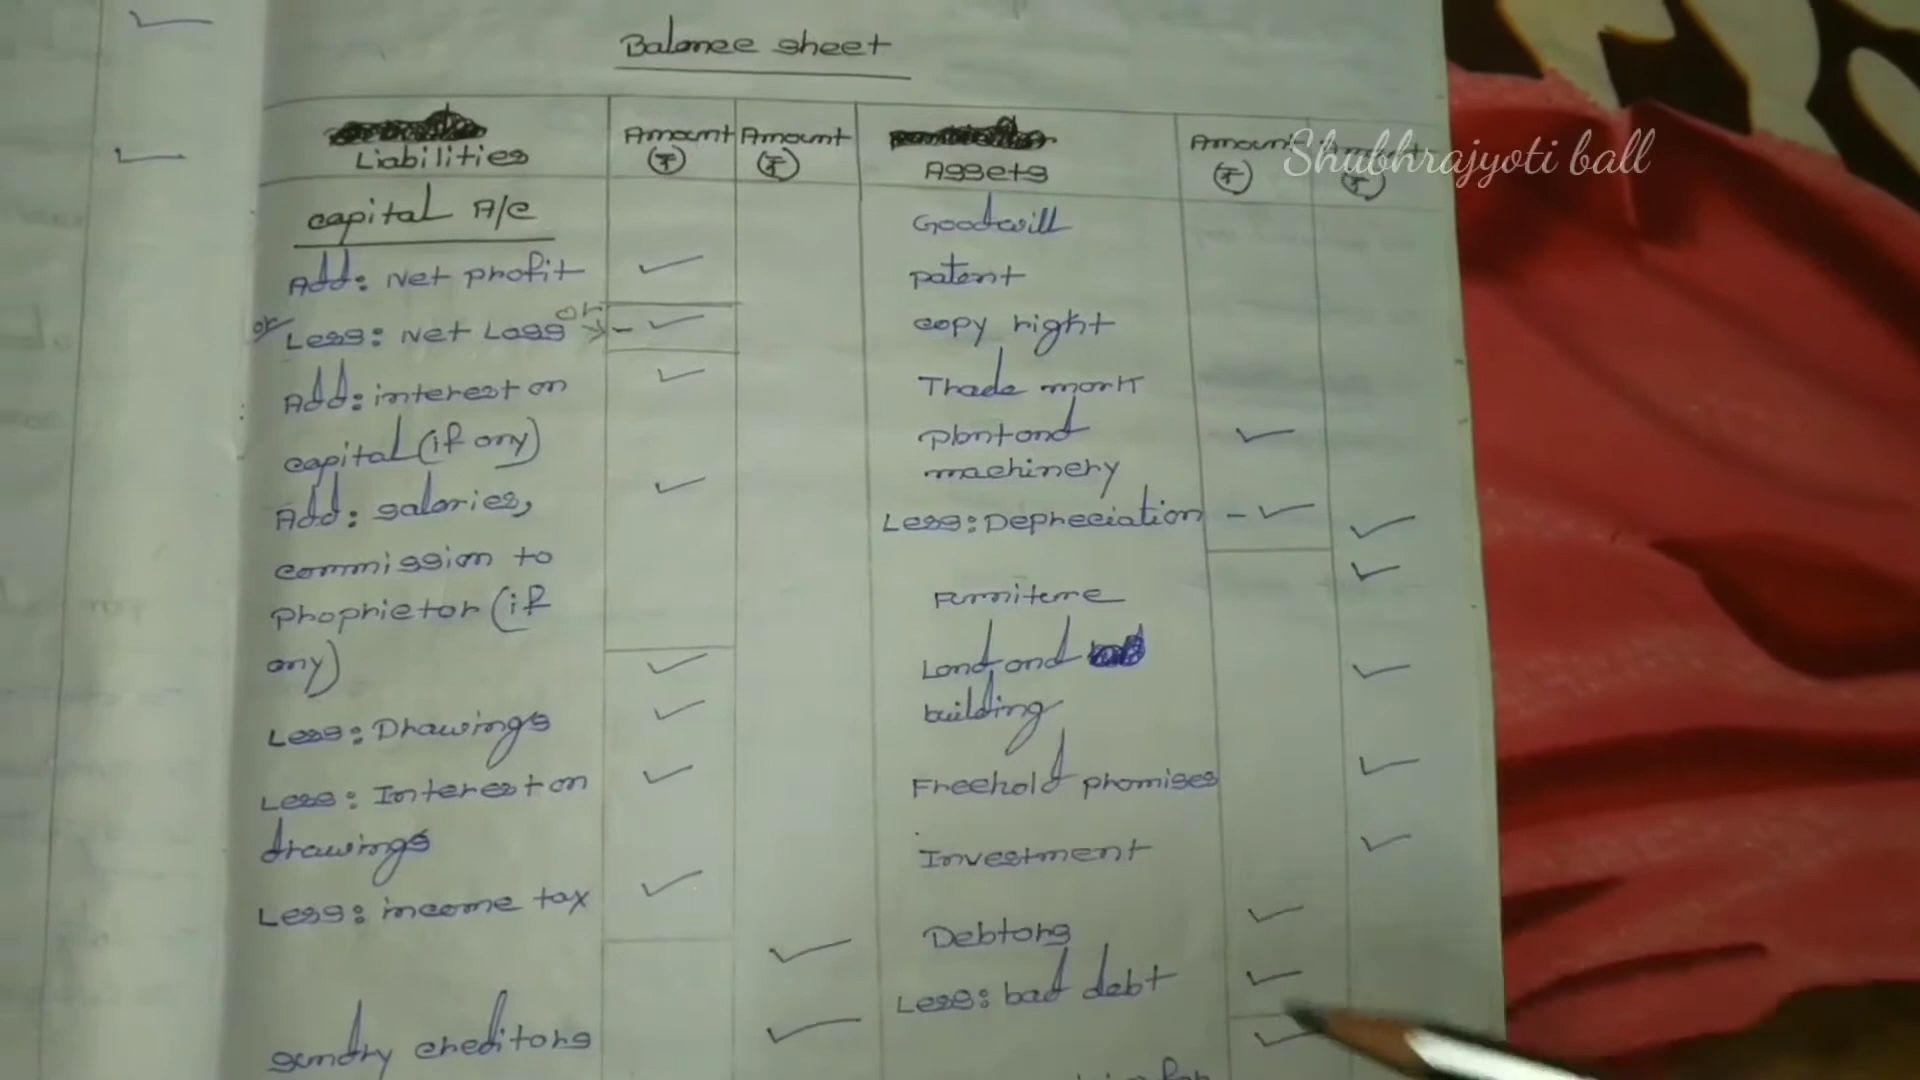 Balance sheet
Liabilities
Amount (₹)
Amount (₹)
Assets
Amount (₹)
(₹)
Shubhrajyoti ball
capital A/c
Add: Net profit
or Less: Net Loss or
Add: interest on
capital (if any)
Add: salaries,
commission to
proprietor (if
any)
Less: Drawings
Less: Interest on
drawings
Less: income tax
sundry creditors
Goodwill
patent
copy right
Trade mark
plant and
machinery
Less: Depreciation
Furniture
Land and
building
Freehold premises
Investment
Debtors
Less: bad debt